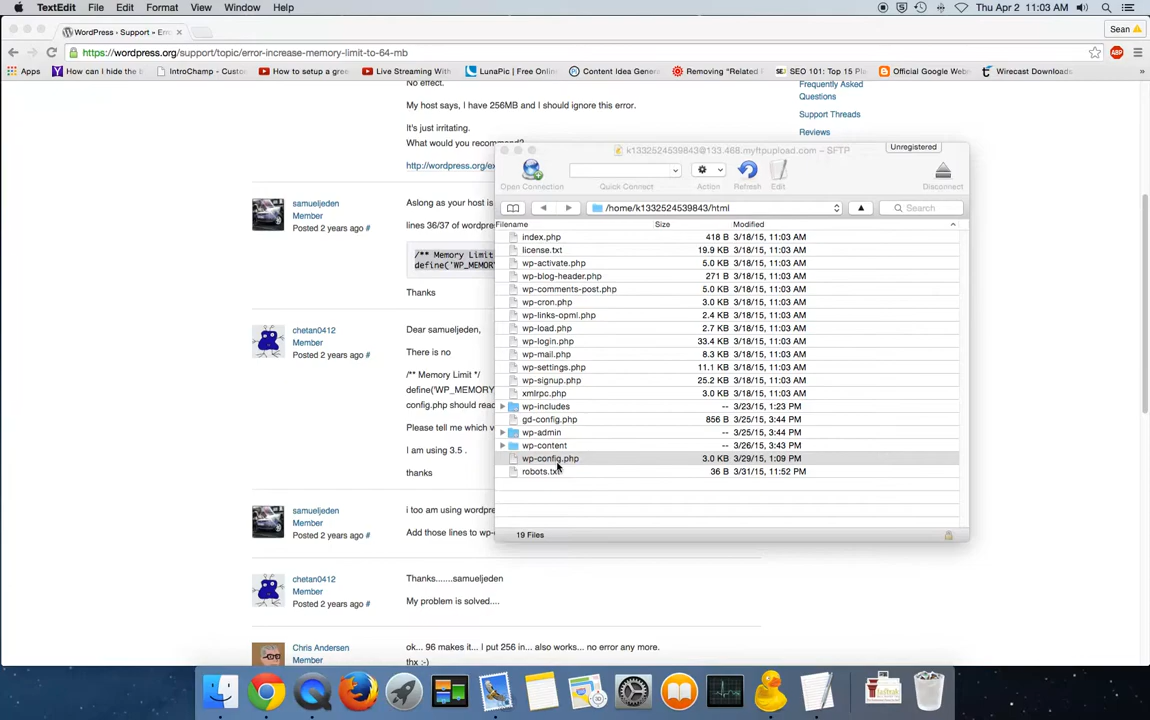 TextEdit File Edit Format View Window Help Thu Apr 2 11:03 AM
WordPress › Support » Err Sean
https://wordpress.org/support/topic/error-increase-memory-limit-to-64-mb ABP
Apps How can I hide the IntroChamp - Custo How to setup a gree Live Streaming With LunaPic | Free Onlin Content Idea Genera Removing "Related SEO 101: Top 15 Pla Official Google Web Wirecast Downloads »
No effect.
My host says, I have 256MB and I should ignore this error.
It's just irritating.
What would you recommend?
http://wordpress.org/ex
Frequently Asked
Questions
Support Threads
Reviews
samueljeden
Member
Posted 2 years ago #
Aslong as your host is
lines 36/37 of wordpre
/** Memory Limit
define('WP_MEMOR
Thanks
chetan0412
Member
Posted 2 years ago #
Dear samueljeden,
There is no
/** Memory Limit */
define('WP_MEMORY
config.php should reac
Please tell me which v
I am using 3.5 .
thanks
samueljeden
Member
Posted 2 years ago #
i too am using wordpre
Add those lines to wp-c
chetan0412
Member
Posted 2 years ago #
Thanks.......samueljeden
My problem is solved....
Chris Andersen
Member
ok... 96 makes it... I put 256 in... also works... no error any more.
thx :-)
k1332524539843@133.468.myftpupload.com – SFTP Unregistered
Open Connection Quick Connect Action Refresh Edit Disconnect
/home/k1332524539843/html Search
Filename Size Modified
index.php 418 B 3/18/15, 11:03 AM
license.txt 19.9 KB 3/18/15, 11:03 AM
wp-activate.php 5.0 KB 3/18/15, 11:03 AM
wp-blog-header.php 271 B 3/18/15, 11:03 AM
wp-comments-post.php 5.0 KB 3/18/15, 11:03 AM
wp-cron.php 3.0 KB 3/18/15, 11:03 AM
wp-links-opml.php 2.4 KB 3/18/15, 11:03 AM
wp-load.php 2.7 KB 3/18/15, 11:03 AM
wp-login.php 33.4 KB 3/18/15, 11:03 AM
wp-mail.php 8.3 KB 3/18/15, 11:03 AM
wp-settings.php 11.1 KB 3/18/15, 11:03 AM
wp-signup.php 25.2 KB 3/18/15, 11:03 AM
xmlrpc.php 3.0 KB 3/18/15, 11:03 AM
wp-includes -- 3/23/15, 1:23 PM
gd-config.php 856 B 3/25/15, 3:44 PM
wp-admin -- 3/25/15, 3:44 PM
wp-content -- 3/26/15, 3:43 PM
wp-config.php 3.0 KB 3/29/15, 1:09 PM
robots.txt 36 B 3/31/15, 11:52 PM
19 Files